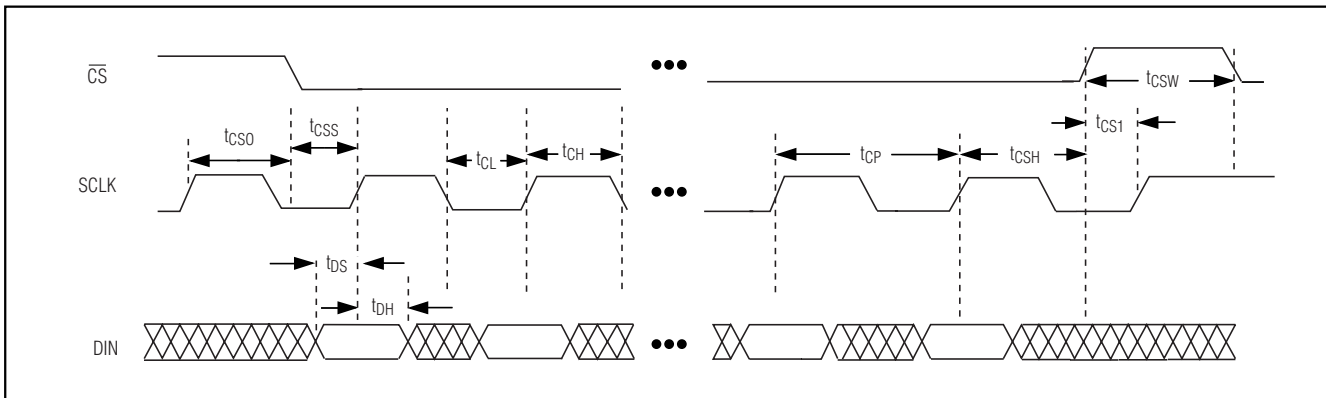 CS
tCSW
tCSS
tCS1
tCSO
tCL
tCH
tCP
tCSH
SCLK
tDS
tDH
DIN